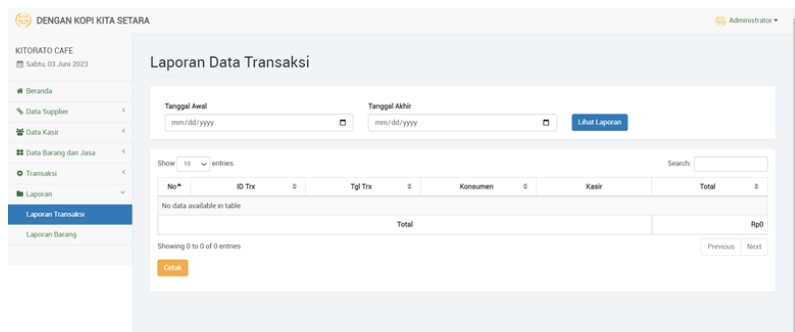 DENGAN KOPI KITA SETARA
Administrator
KITORATO CAFE
Sabtu, 03 Juni 2023
Beranda
Data Supplier
Data Kasir
Data Barang dan Jasa
Transaksi
Laporan
Laporan Transaksi
Laporan Barang
Laporan Data Transaksi
Tanggal Awal Tanggal Akhir
mm/dd/yyyy mm/dd/yyyy Lihat Laporan
Show 10 entries Search:
No ID Trx Tgl Trx Konsumen Kasir Total
No data available in table
Total Rp0
Showing 0 to 0 of 0 entries Previous Next
Cetak